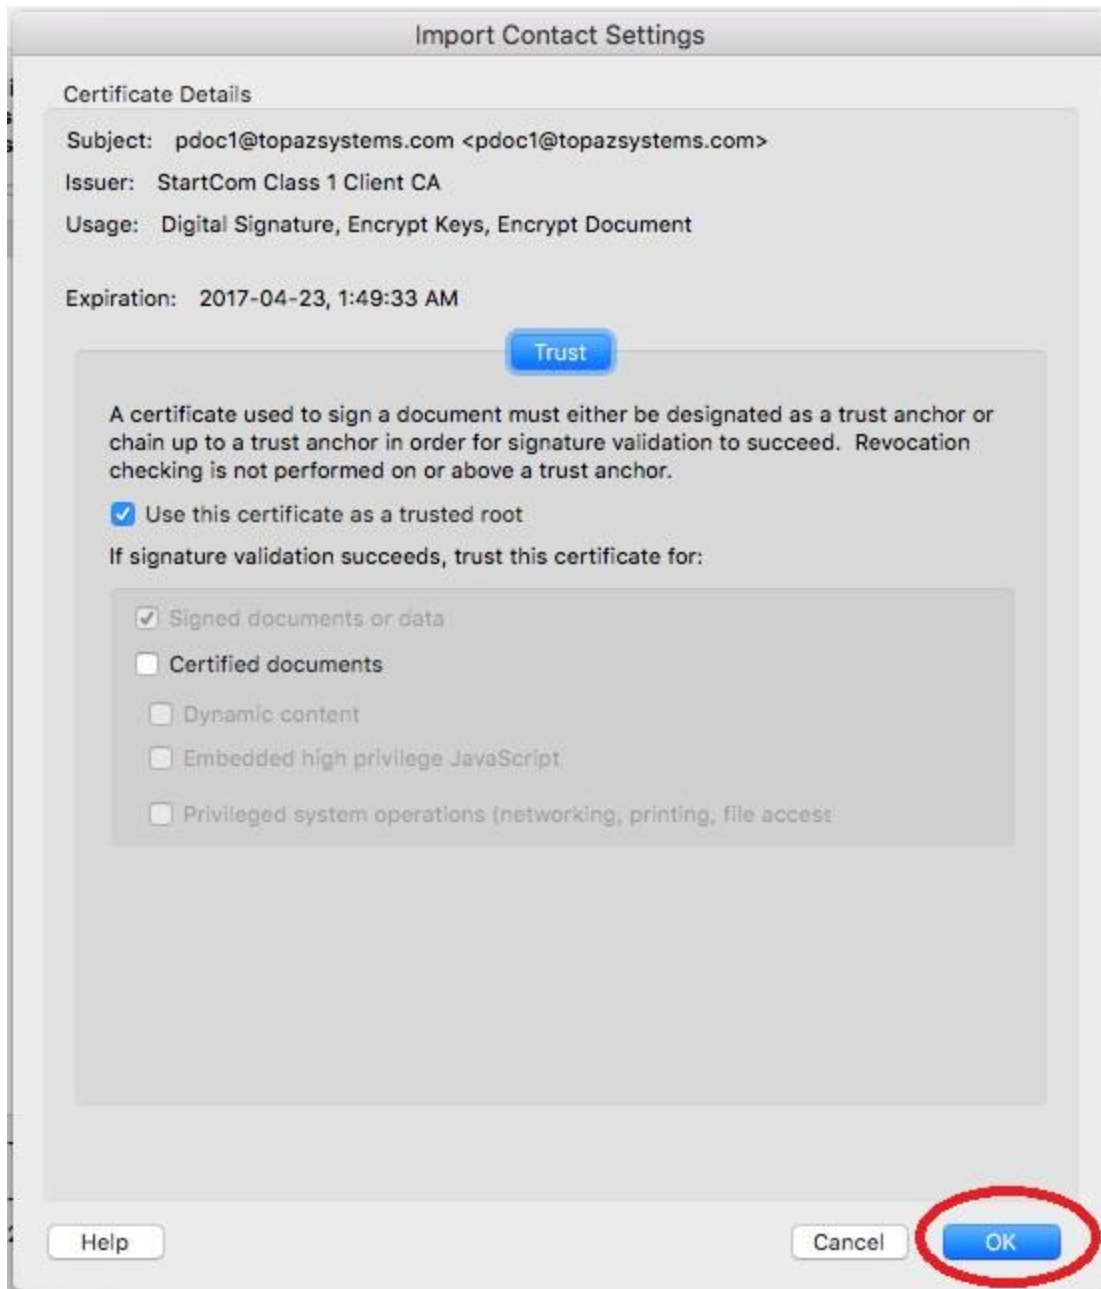 Import Contact Settings
Certificate Details
Subject: pdoc1@topazsystems.com <pdoc1@topazsystems.com>
Issuer: StartCom Class 1 Client CA
Usage: Digital Signature, Encrypt Keys, Encrypt Document
Expiration: 2017-04-23, 1:49:33 AM
Trust
A certificate used to sign a document must either be designated as a trust anchor or
chain up to a trust anchor in order for signature validation to succeed. Revocation
checking is not performed on or above a trust anchor.
Use this certificate as a trusted root
If signature validation succeeds, trust this certificate for:
Signed documents or data
Certified documents
Dynamic content
Embedded high privilege JavaScript
Privileged system operations (networking, printing, file access
Help Cancel OK